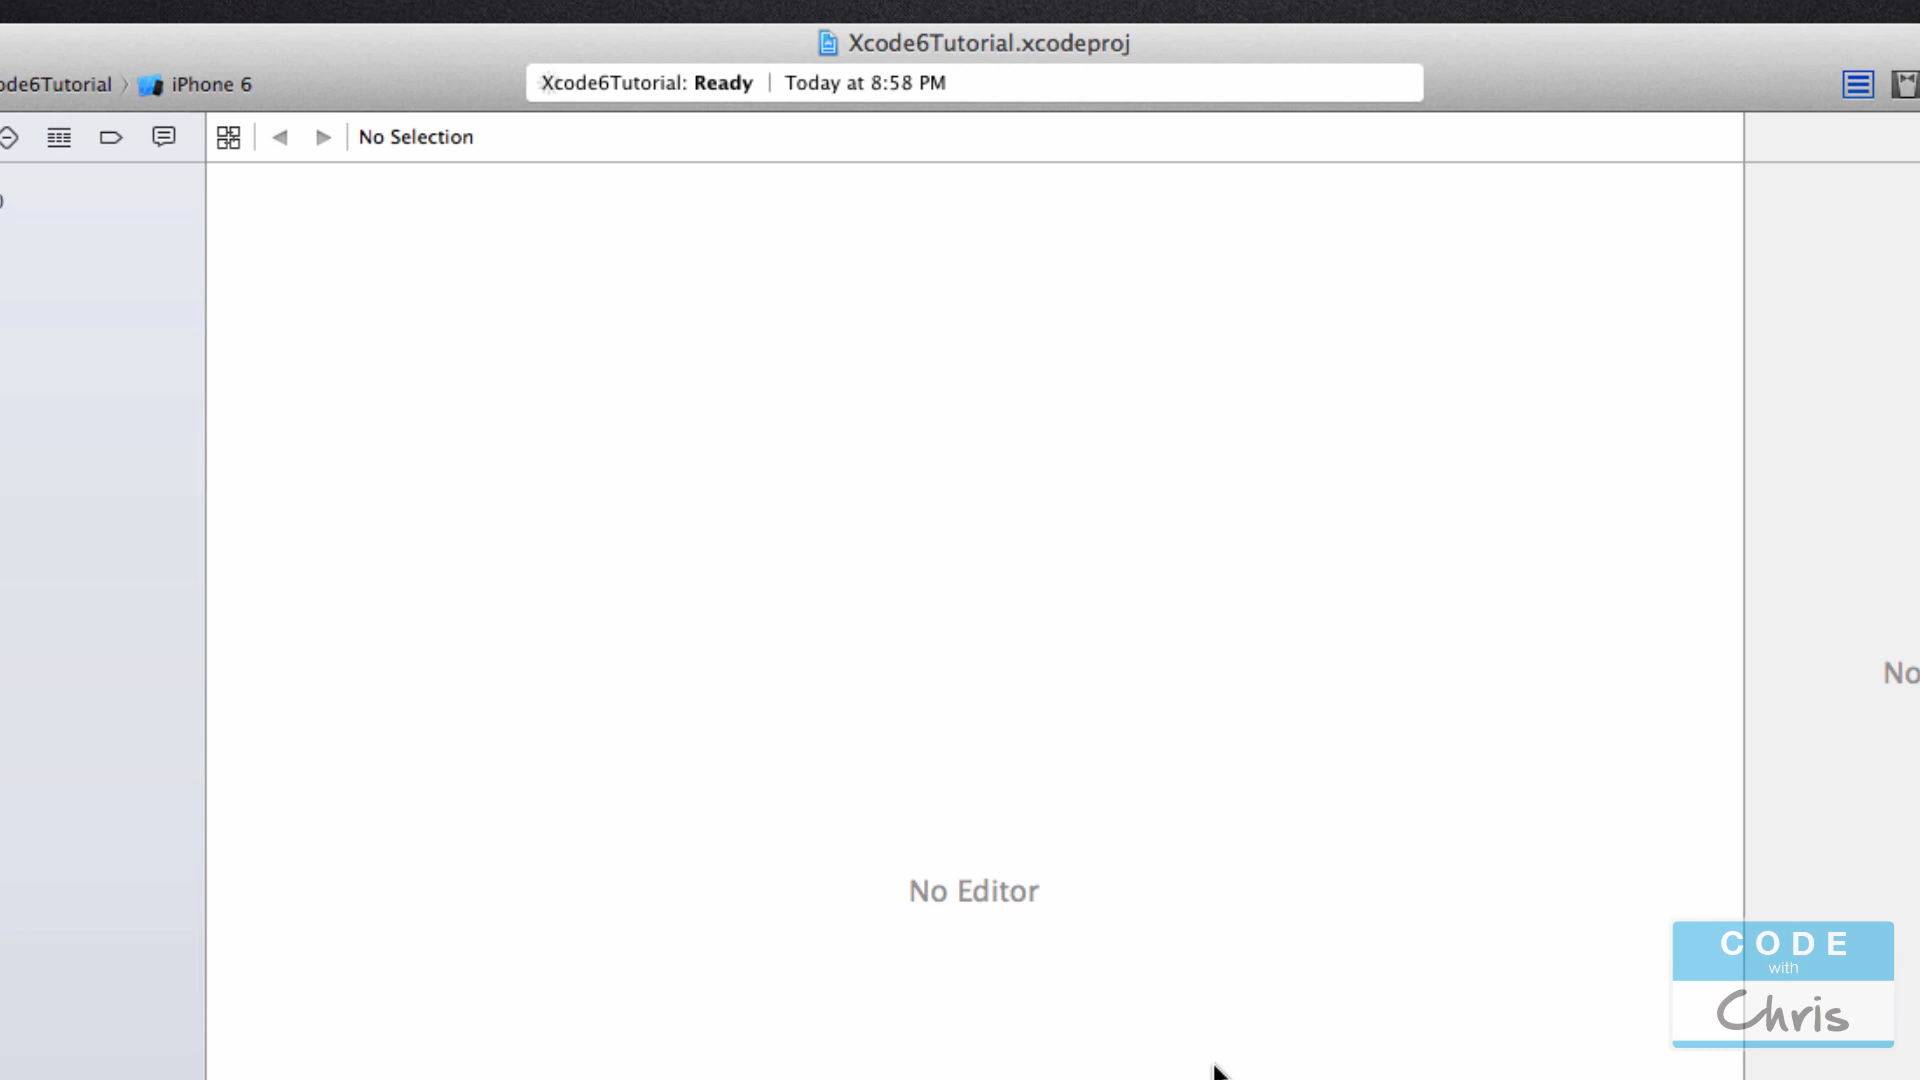 Xcode6Tutorial.xcodeproj
ode6Tutorial 〉 iPhone 6
Xcode6Tutorial: Ready | Today at 8:58 PM
No Selection
)
No
No Editor
CODE
with
Chris